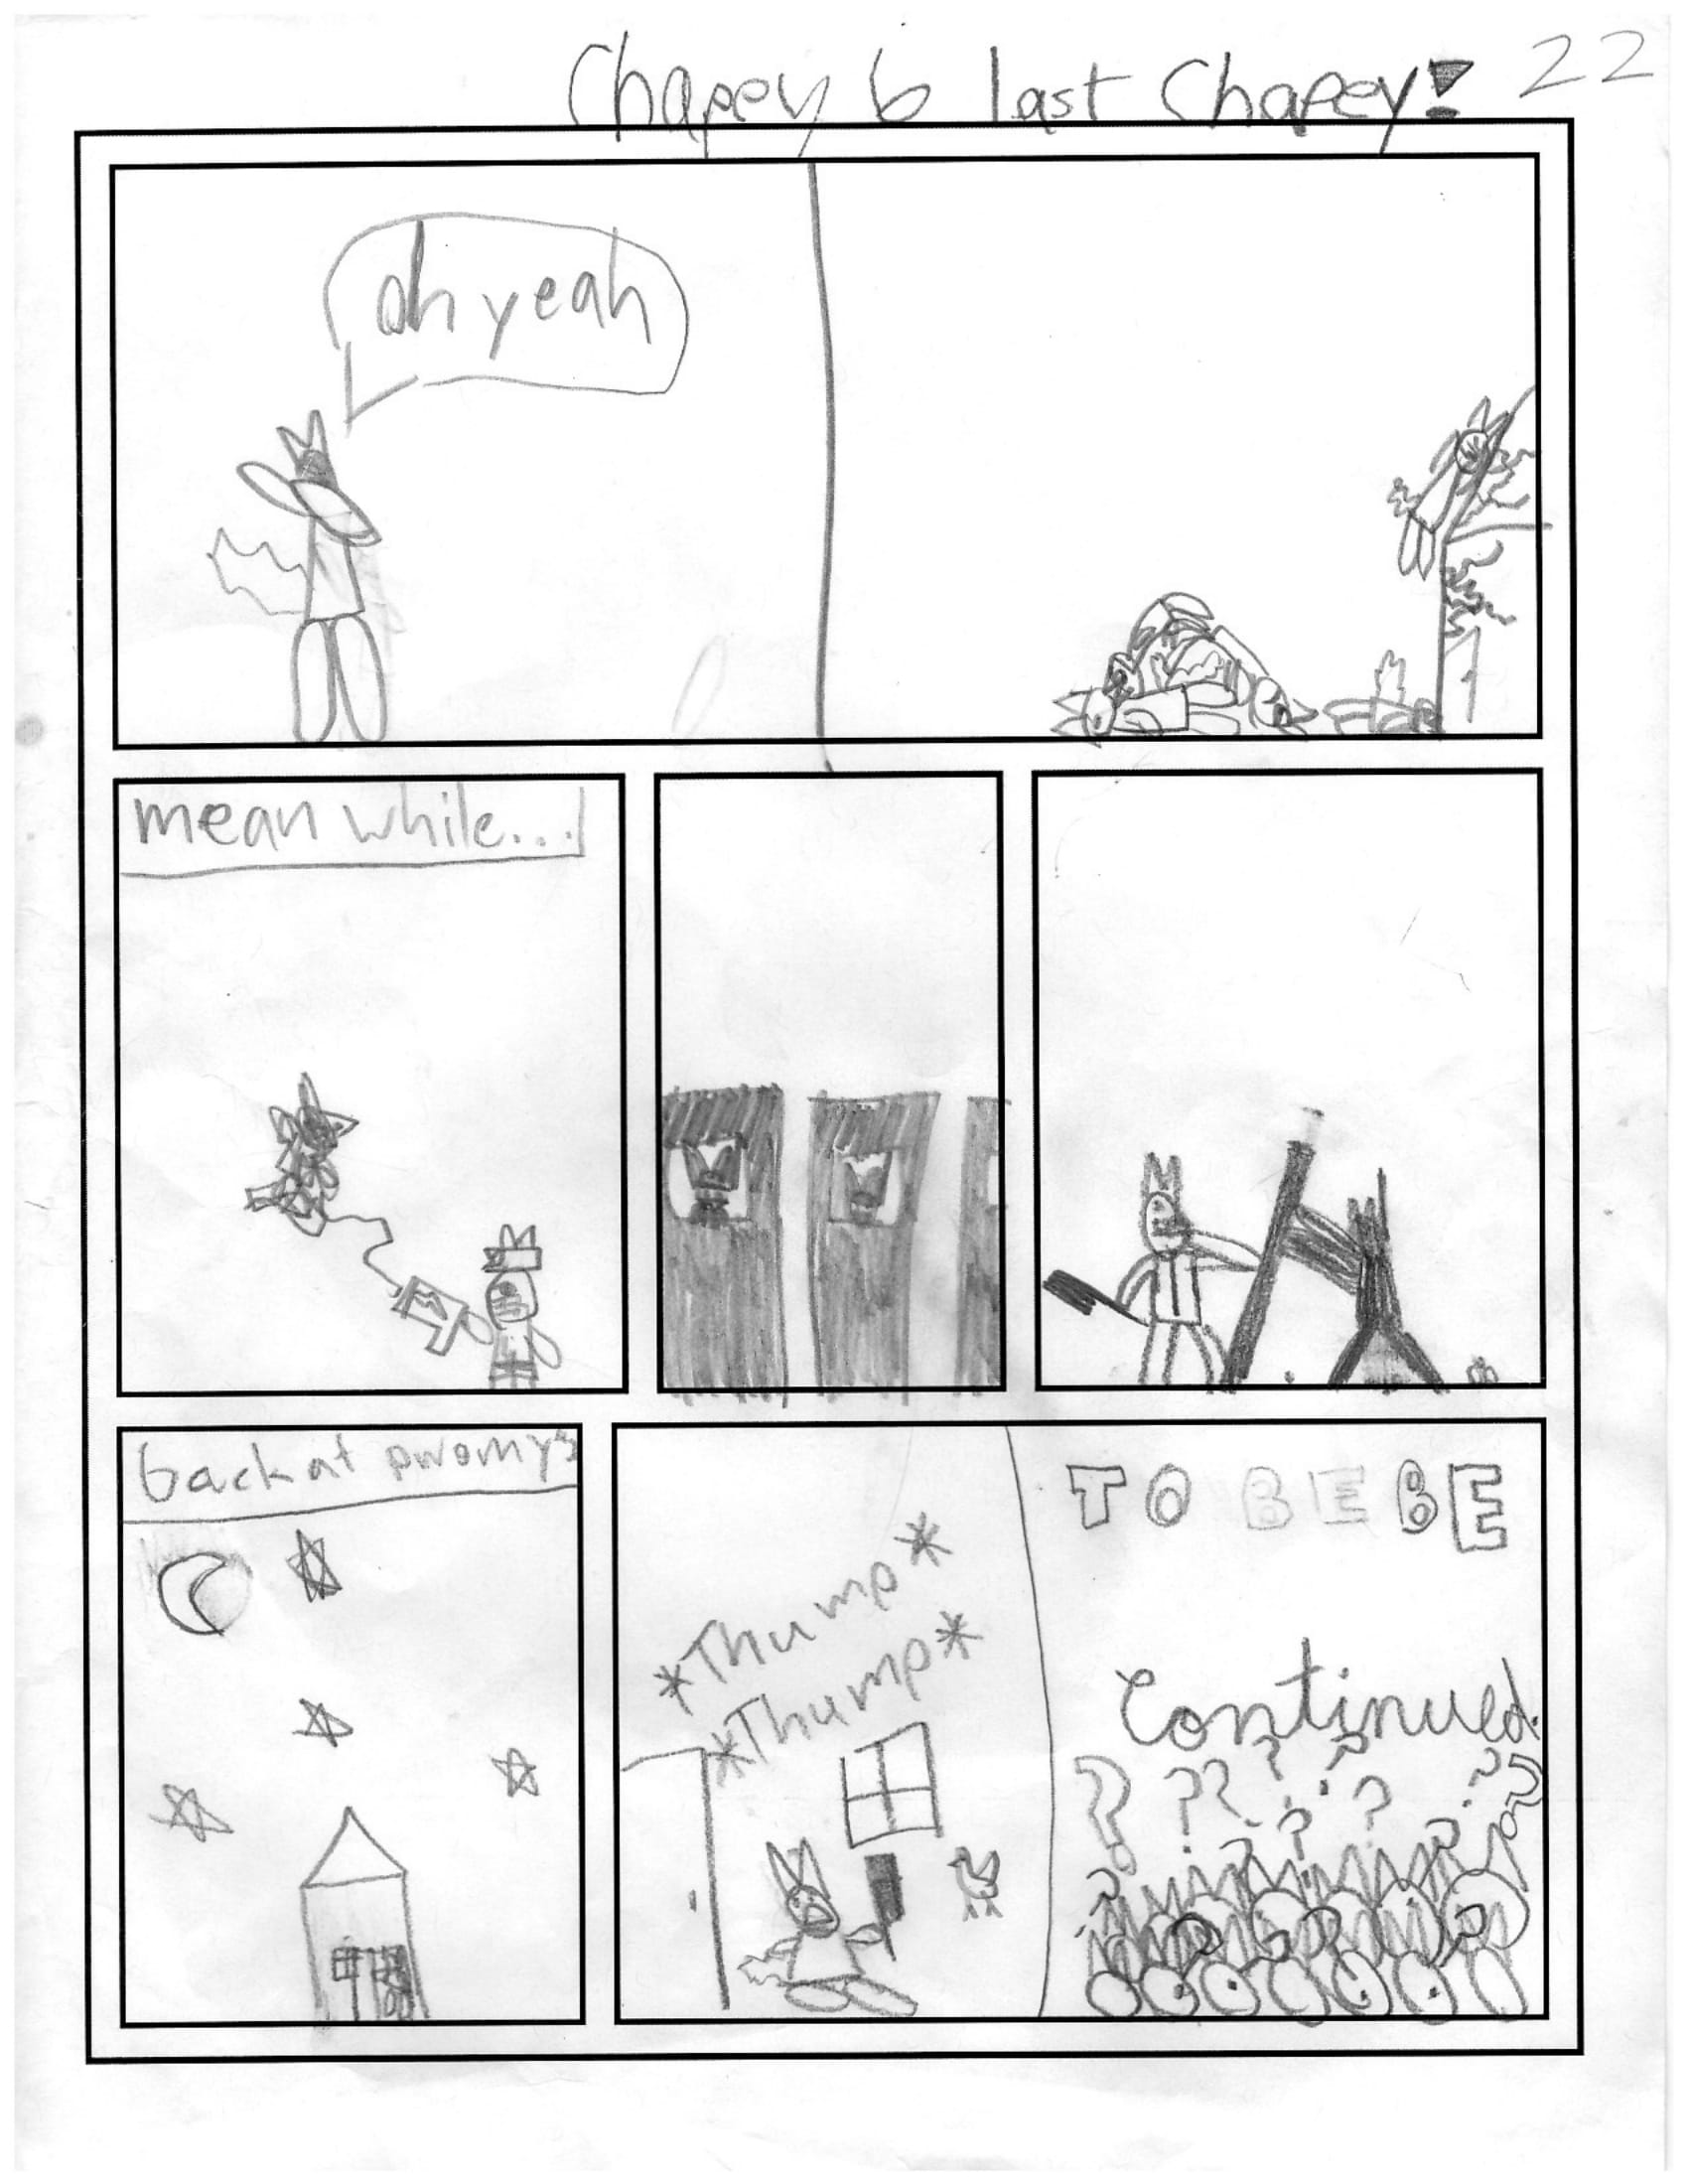 Chapey 6 last Chapey! 22
oh yeah
mean while...
back at pwomy's
*Thump*
*Thump*
TO BE BE
Continued.
? ? ? ? ? ? ? ?